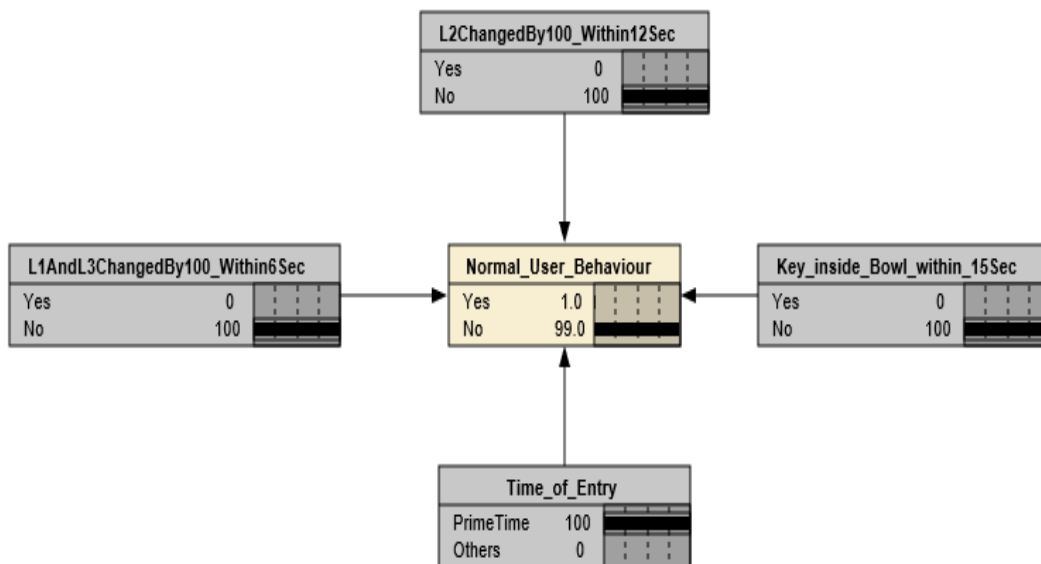 L2ChangedBy100_Within12Sec
Yes 0
No 100
L1AndL3ChangedBy100_Within6Sec
Yes 0
No 100
Normal_User_Behaviour
Yes 1.0
No 99.0
Key_inside_Bowl_within_15Sec
Yes 0
No 100
Time_of_Entry
PrimeTime 100
Others 0